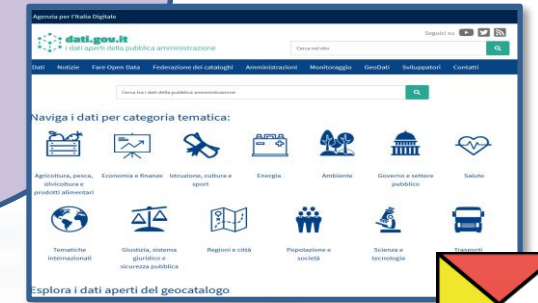 Agenzia per l'Italia Digitale
Seguici su
dati.gov.it
i dati aperti della pubblica amministrazione
Cerca nel sito
Dati Notizie Fare Open Data Federazione dei cataloghi Amministrazioni Monitoraggio GeoDati Sviluppatori Contatti
Cerca tra i dati della pubblica amministrazione
Naviga i dati per categoria tematica:
Agricoltura, pesca, silvicoltura e prodotti alimentari
Economia e finanze
Istruzione, cultura e sport
Energia
Ambiente
Governo e settore pubblico
Salute
Tematiche internazionali
Giustizia, sistema giuridico e sicurezza pubblica
Regioni e città
Popolazione e società
Scienza e tecnologia
Trasporti
Esplora i dati aperti del geocatalogo